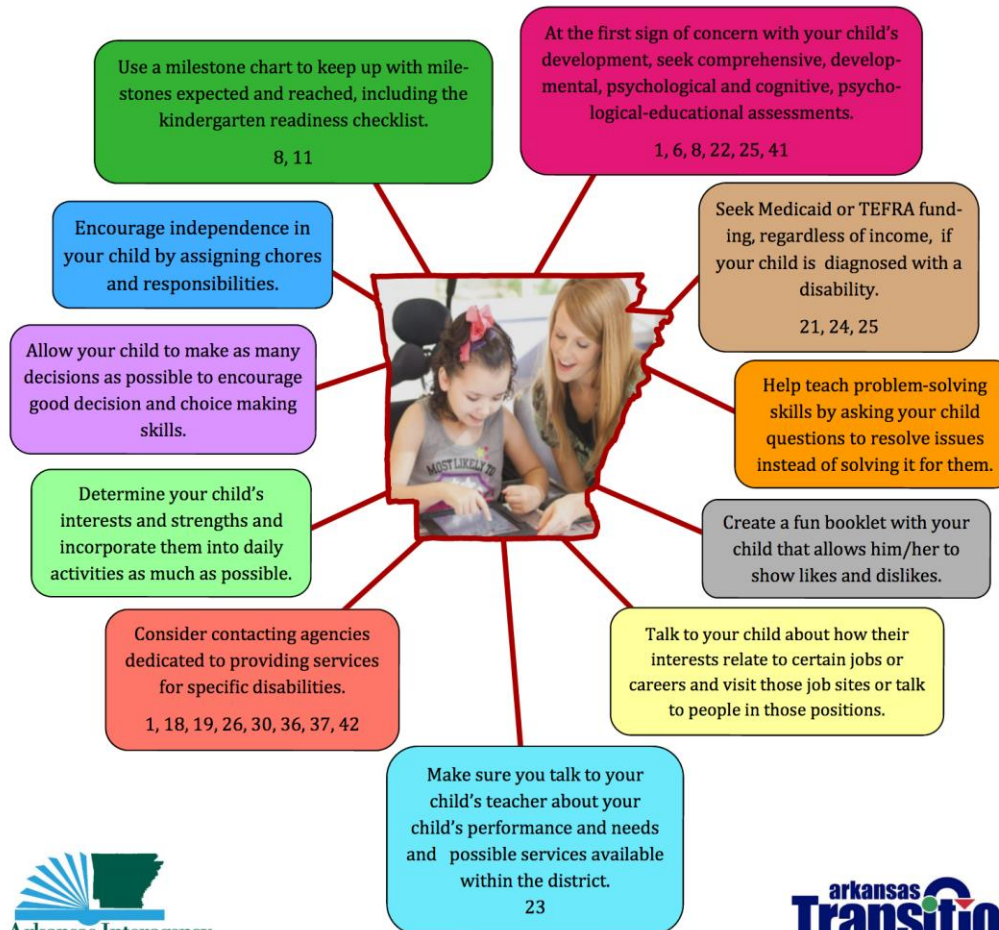 Use a milestone chart to keep up with mile-
stones expected and reached, including the
kindergarten readiness checklist.
8, 11
At the first sign of concern with your child's
development, seek comprehensive, develop-
mental, psychological and cognitive, psycho-
logical-educational assessments.
1, 6, 8, 22, 25, 41
Encourage independence in
your child by assigning chores
and responsibilities.
Seek Medicaid or TEFRA fund-
ing, regardless of income, if
your child is diagnosed with a
disability.
21, 24, 25
Allow your child to make as many
decisions as possible to encourage
good decision and choice making
skills.
Help teach problem-solving
skills by asking your child
questions to resolve issues
instead of solving it for them.
MOST LIKELY TO
Determine your child's
interests and strengths and
incorporate them into daily
activities as much as possible.
Create a fun booklet with your
child that allows him/her to
show likes and dislikes.
Consider contacting agencies
dedicated to providing services
for specific disabilities.
1, 18, 19, 26, 30, 36, 37, 42
Talk to your child about how their
interests relate to certain jobs or
careers and visit those job sites or talk
to people in those positions.
Make sure you talk to your
child's teacher about your
child's performance and needs
and possible services available
within the district.
23
Arkansas Interagency
arkansas
Transitio